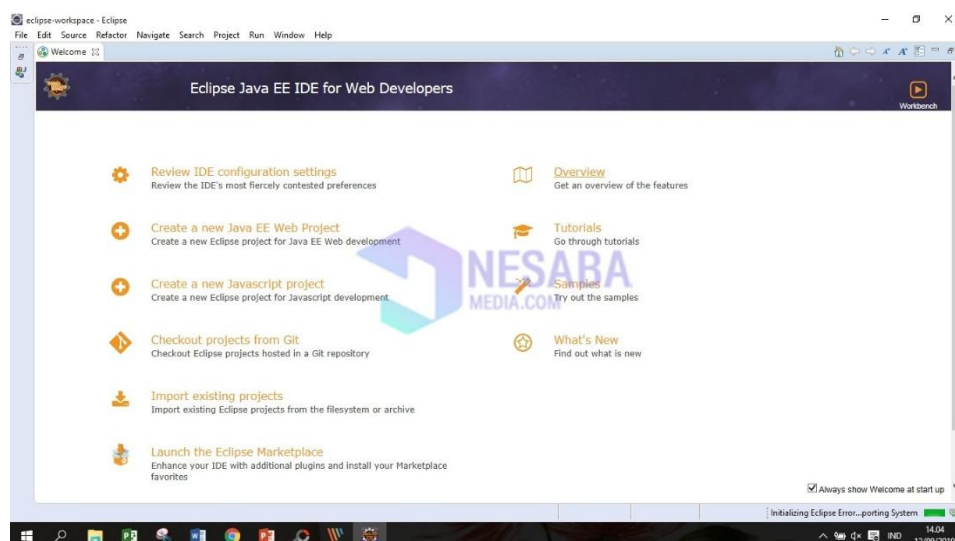 eclipse-workspace - Eclipse
File Edit Source Refactor Navigate Search Project Run Window Help
Welcome
Eclipse Java EE IDE for Web Developers
Workbench
Review IDE configuration settings
Review the IDE's most fiercely contested preferences
Overview
Get an overview of the features
Create a new Java EE Web Project
Create a new Eclipse project for Java EE Web development
Tutorials
Go through tutorials
NESABA
MEDIA.COM
Create a new Javascript project
Create a new Eclipse project for Javascript development
Samples
Try out the samples
Checkout projects from Git
Checkout Eclipse projects hosted in a Git repository
What's New
Find out what is new
Import existing projects
Import existing Eclipse projects from the filesystem or archive
Launch the Eclipse Marketplace
Enhance your IDE with additional plugins and install your Marketplace
favorites
Always show Welcome at start up
Initializing Eclipse Error...porting System
IND
14.04